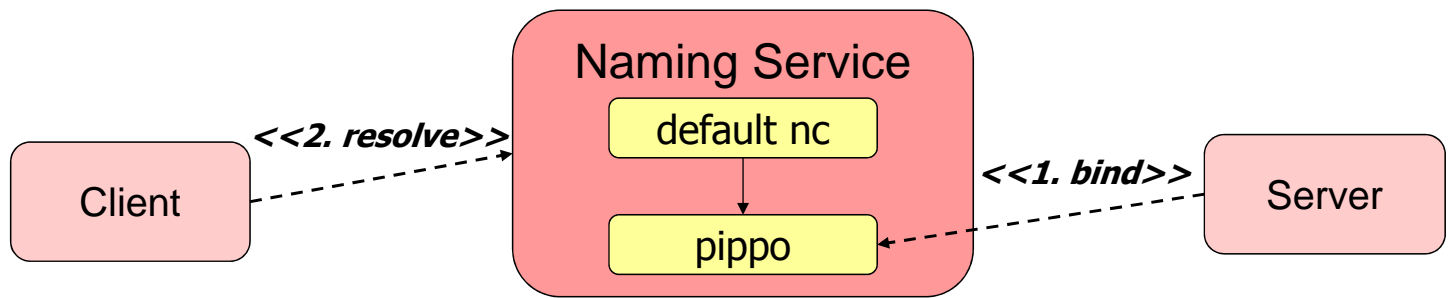 Naming Service
default nc
<<2. resolve>>
<<1. bind>>
Client
Server
pippo